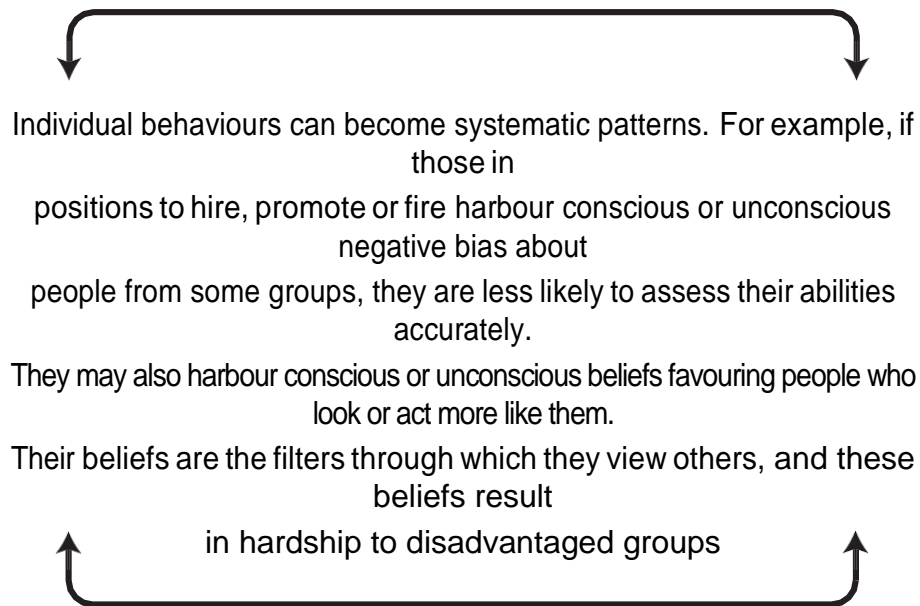 Individual behaviours can become systematic patterns. For example, if
those in
positions to hire, promote or fire harbour conscious or unconscious
negative bias about
people from some groups, they are less likely to assess their abilities
accurately.
They may also harbour conscious or unconscious beliefs favouring people who
look or act more like them.
Their beliefs are the filters through which they view others, and these
beliefs result
in hardship to disadvantaged groups